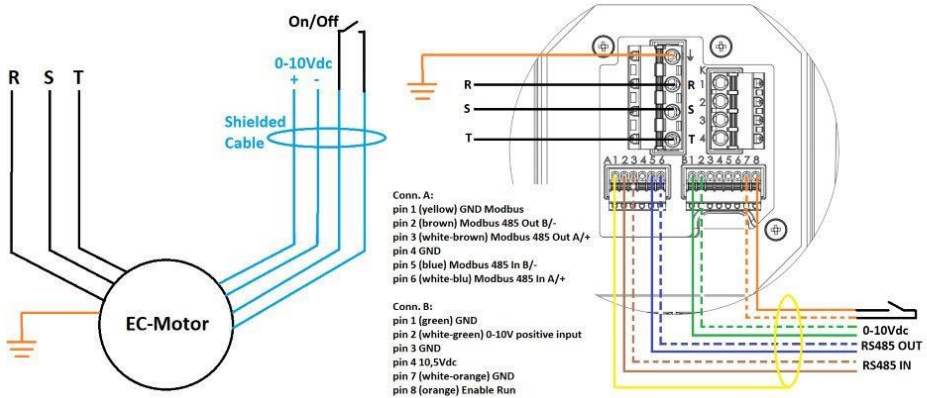 On/Off
R S T
0-10Vdc
+ -
Shielded
Cable
EC-Motor
R
S
T
R
S
T
K
1
2
3
4
A 1 2 3 4 5 6
B 1 2 3 4 5 6 7 8
Conn. A:
pin 1 (yellow) GND Modbus
pin 2 (brown) Modbus 485 Out B/-
pin 3 (white-brown) Modbus 485 Out A/+
pin 4 GND
pin 5 (blue) Modbus 485 In B/-
pin 6 (white-blu) Modbus 485 In A/+
Conn. B:
pin 1 (green) GND
pin 2 (white-green) 0-10V positive input
pin 3 GND
pin 4 10,5Vdc
pin 7 (white-orange) GND
pin 8 (orange) Enable Run
0-10Vdc
RS485 OUT
RS485 IN